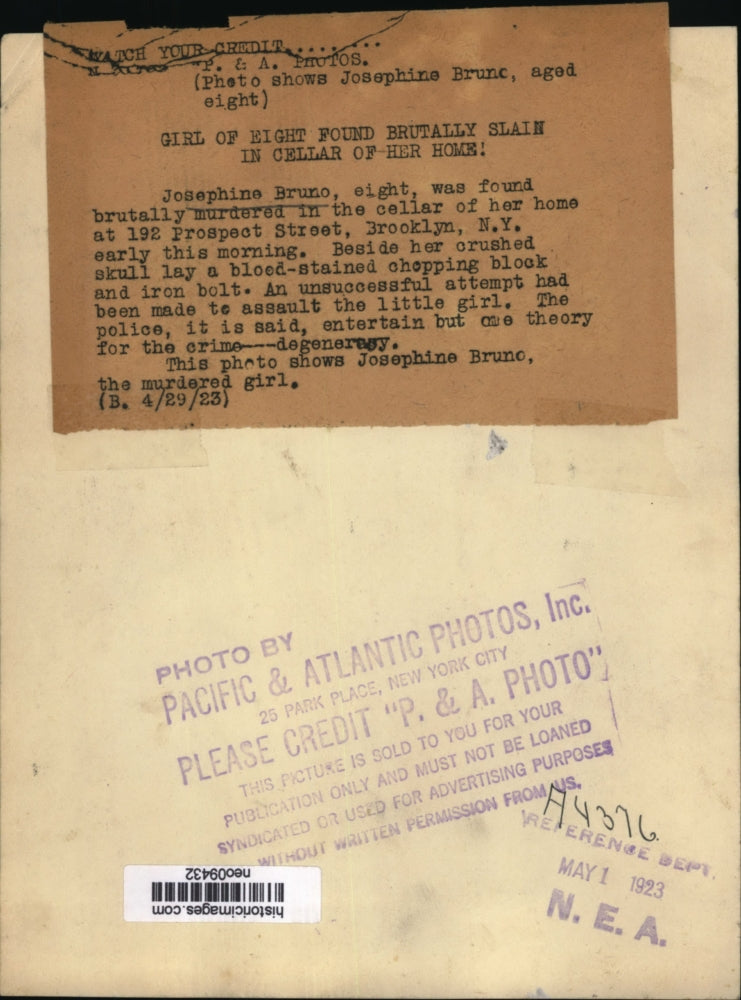 WATCH YOUR CREDIT........
"P. & A. PHOTOS.
(Photo shows Josephine Bruno, aged
eight)
GIRL OF EIGHT FOUND BRUTALLY SLAIN
IN CELLAR OF HER HOME!
Josephine Bruno, eight, was found
brutally murdered in the cellar of her home
at 192 Prospect Street, Brooklyn, N.Y.
early this morning. Beside her crushed
skull lay a blood-stained chopping block
and iron bolt. An unsuccessful attempt had
been made to assault the little girl. The
police, it is said, entertain but one theory
for the crime---degeneracy.
This photo shows Josephine Bruno,
the murdered girl.
(B. 4/29/23)
PHOTO BY
PACIFIC & ATLANTIC PHOTOS, Inc.
25 PARK PLACE, NEW YORK CITY
PLEASE CREDIT "P. & A. PHOTO"
THIS PICTURE IS SOLD TO YOU FOR YOUR
PUBLICATION ONLY AND MUST NOT BE LOANED
SYNDICATED OR USED FOR ADVERTISING PURPOSES
WITHOUT WRITTEN PERMISSION FROM US.
A4376
REFERENCE DEPT.
MAY 1 1923
N. E. A.
neo09432
historicimages.com